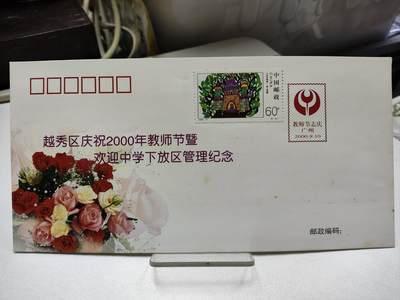 中国邮政
60分
越秀区庆祝2000年教师节暨
欢迎中学下放区管理纪念
教师节志庆
广州
2000.9.10
邮政编码：